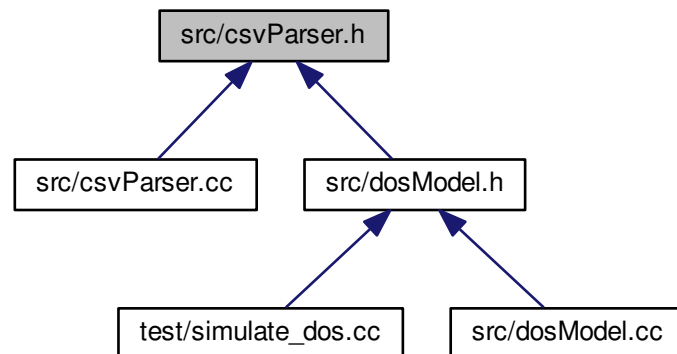 src/csvParser.h
src/csvParser.cc
src/dosModel.h
test/simulate_dos.cc
src/dosModel.cc